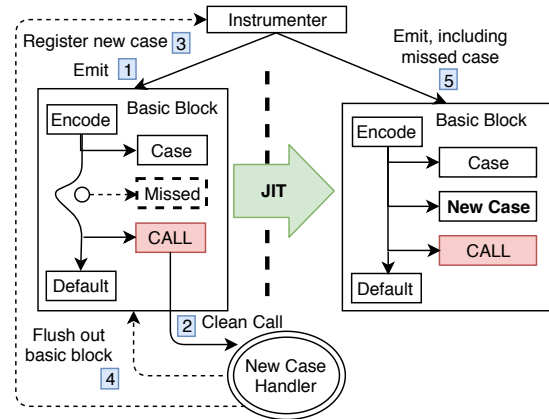 Instrumenter
Register new case 3
Emit 1
Emit, including
missed case
5
Basic Block
Encode
Case
Missed
CALL
Default
JIT
Basic Block
Encode
Case
New Case
CALL
Default
2 Clean Call
Flush out
basic block
4
New Case
Handler